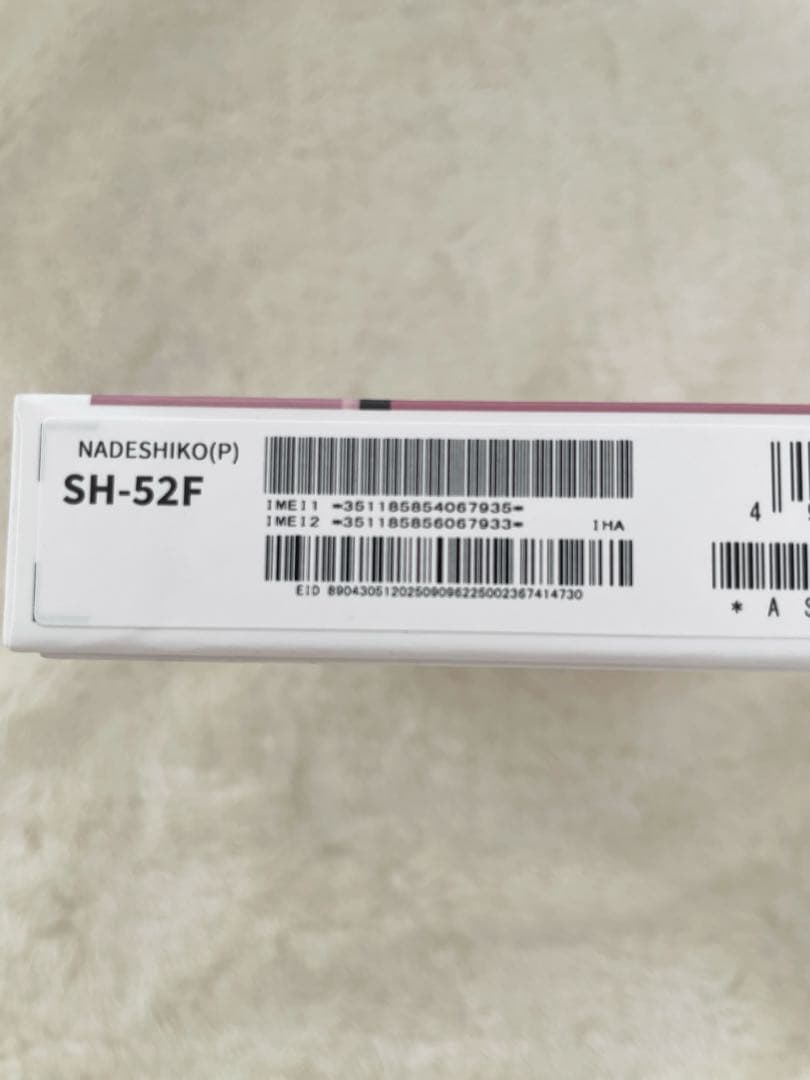 NADESHIKO(P)
SH-52F
IMEI1 *351185854067935*
IMEI2 *351185856067933* IHA
EID 89043051202509096225002367414730
4
* A S